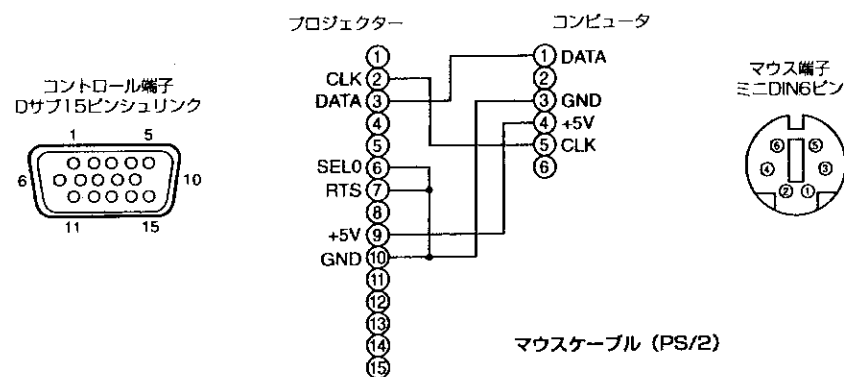 プロジェクター
コンピュータ
コントロール端子
Dサブ15ピンシュリンク
1 5
6 10
11 15
1
CLK 2
DATA 3
4
5
SEL0 6
RTS 7
8
+5V 9
GND 10
11
12
13
14
15
1 DATA
2
3 GND
4 +5V
5 CLK
6
マウス端子
ミニDIN6ピン
6 5
4 3
2 1
マウスケーブル (PS/2)